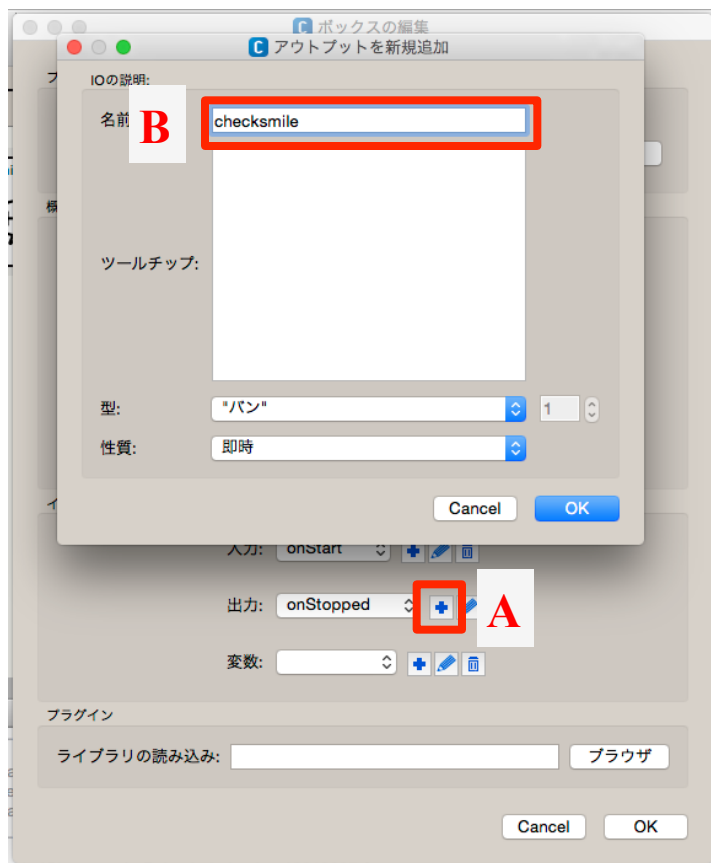 ボックスの編集
アウトプットを新規追加
IOの説明:
名前
B
checksmile
ツールチップ:
型:
"バン"
1
性質:
即時
Cancel
OK
入力:
onStart
出力:
onStopped
A
変数:
プラグイン
ライブラリの読み込み:
ブラウザ
Cancel
OK